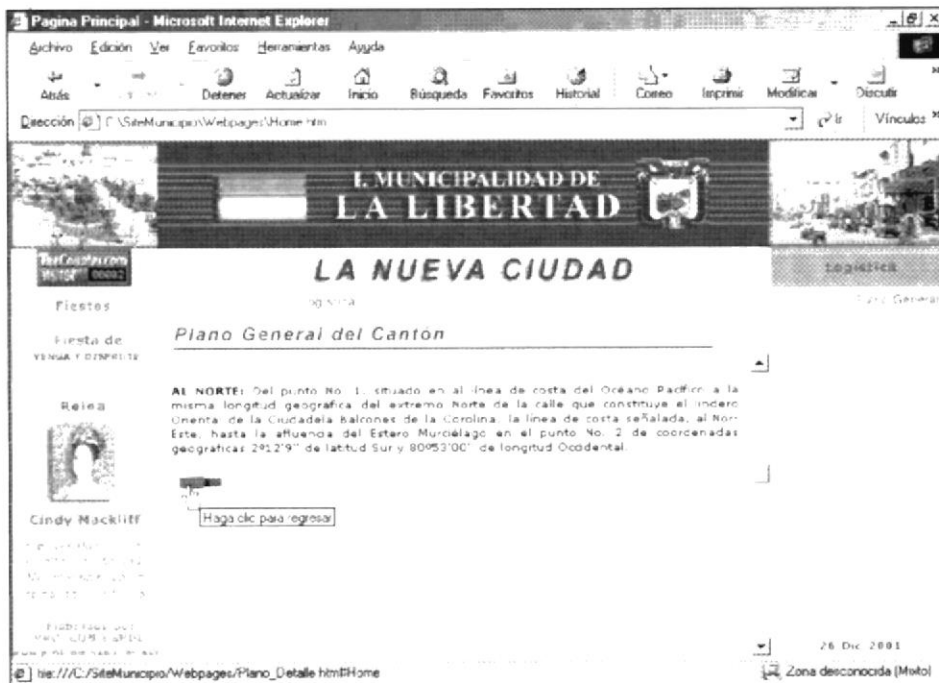 Pagina Principal - Microsoft Internet Explorer
Archivo Edición Ver Favoritos Herramientas Ayuda
Atrás Detener Actualizar Inicio Búsqueda Favoritos Historial Correo Imprimir Modificar Discutir
Dirección C:\SiteMunicipio\Webpages\Home.htm Ir Vínculos
I. MUNICIPALIDAD DE
LA LIBERTAD
LA NUEVA CIUDAD
Logística
00002
Fiestas
Fiesta de
VENGA Y DISFRUTE
Plano General del Cantón
AL NORTE: Del punto No. 1, situado en al línea de costa del Océano Pacífico a la
misma longitud geográfica del extremo Norte de la calle que constituye el lindero
Oriental de la Ciudadela Balcones de la Carolina, la línea de costa señalada, al Nor-
Este, hasta la afluencia del Estero Murciélago en el punto No. 2 de coordenadas
geográficas 2º12'9" de latitud Sur y 80º53'00" de longitud Occidental.
Reina
Cindy Mackliff
Haga clic para regresar
26 Dic 2001
file:///C:/SiteMunicipio/Webpages/Plano_Detalle.htm#Home Zona desconocida (Mixto)